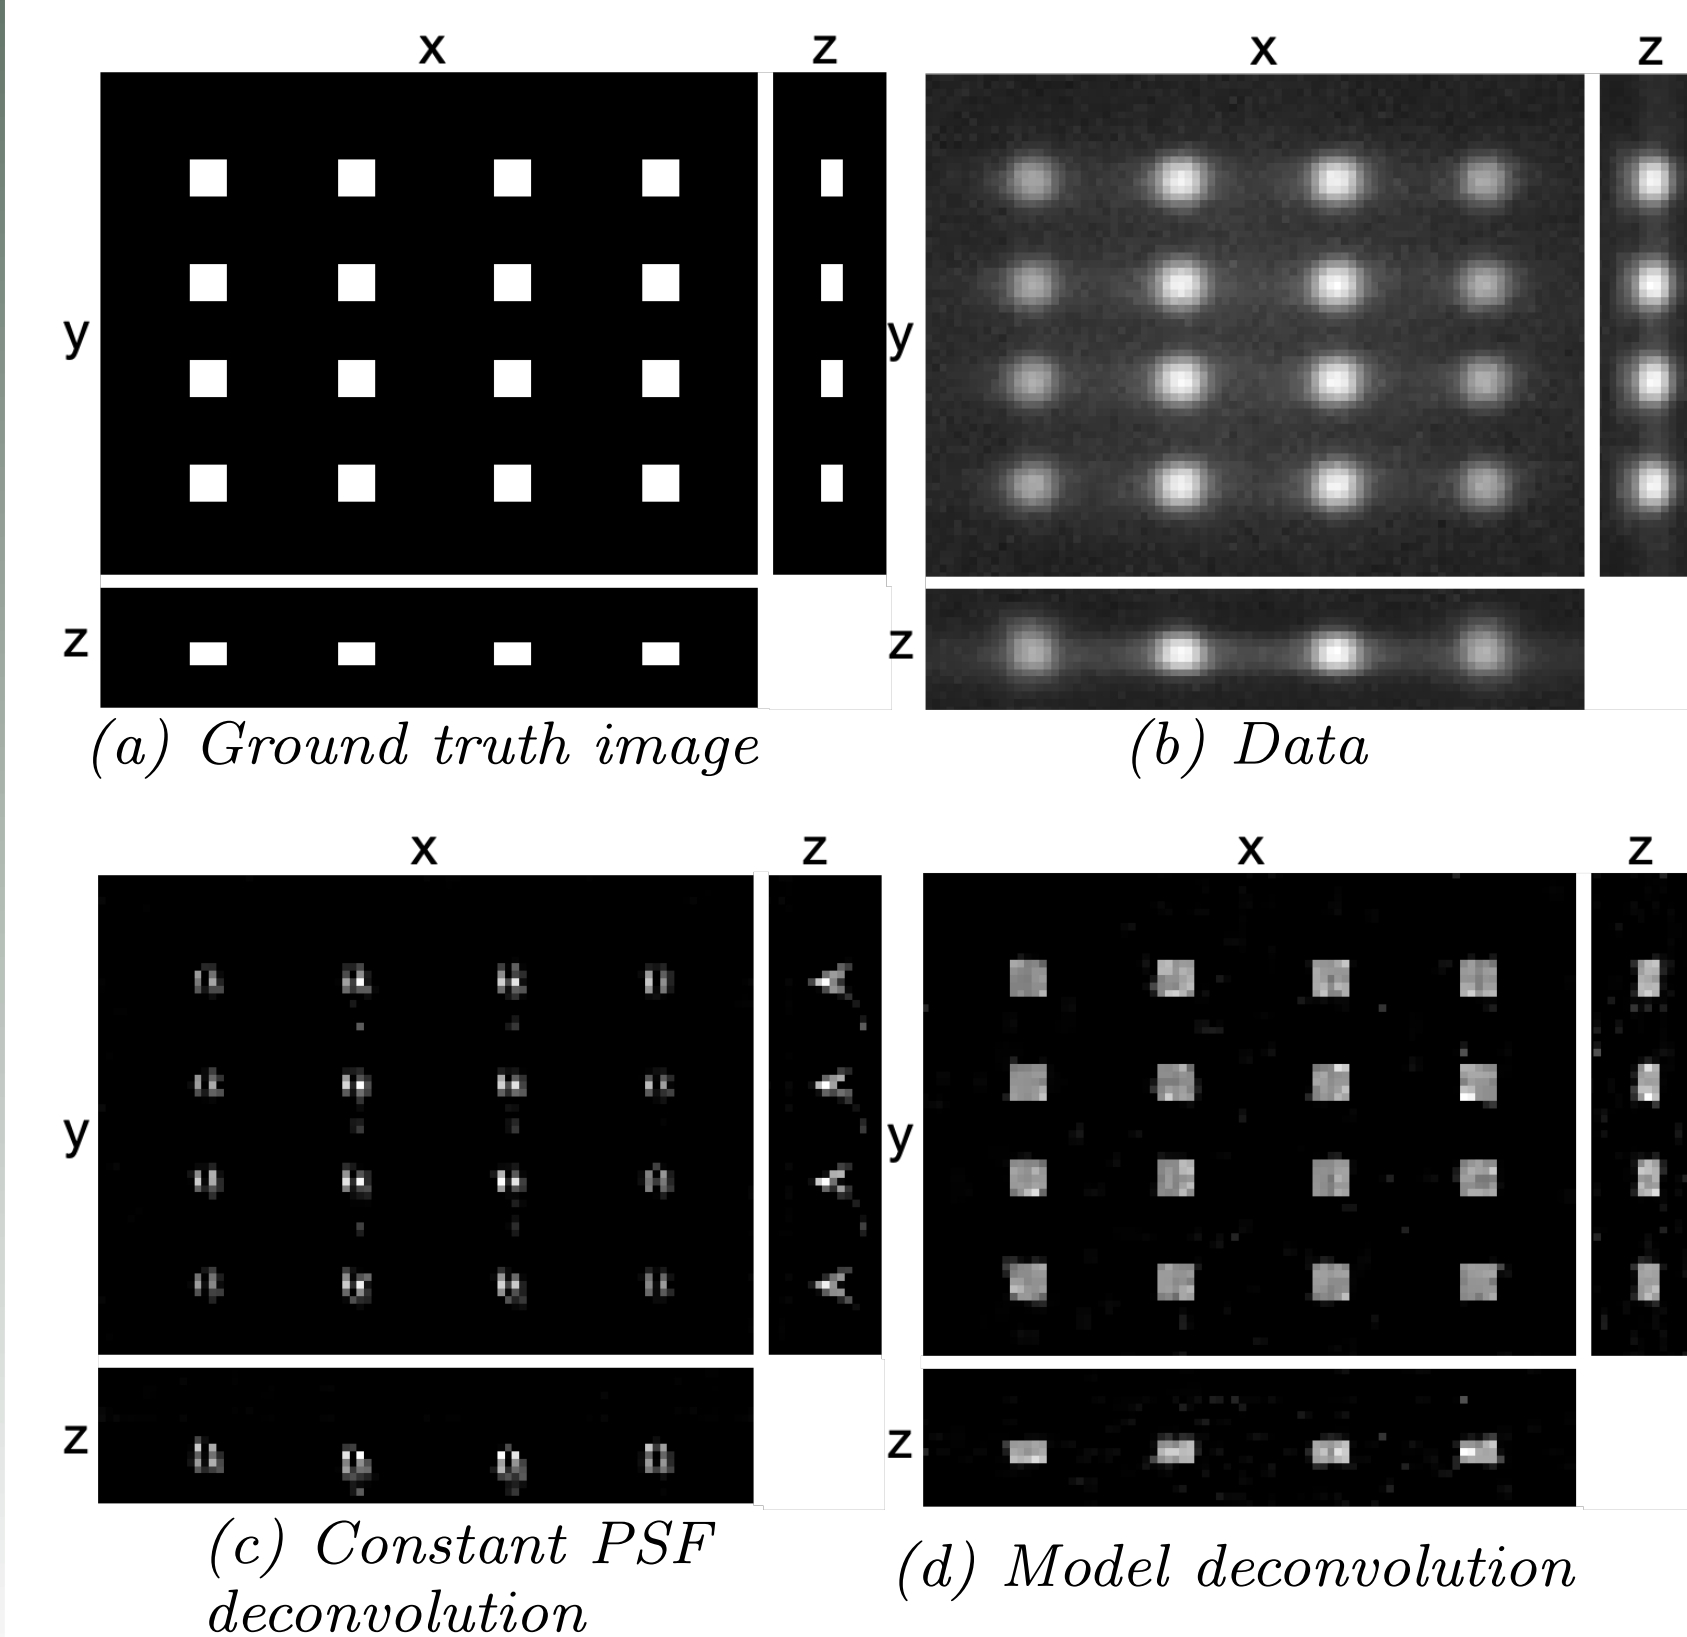 x z x z
y y
z z
(a) Ground truth image (b) Data
x z x z
y y
z z
(c) Constant PSF
deconvolution
(d) Model deconvolution